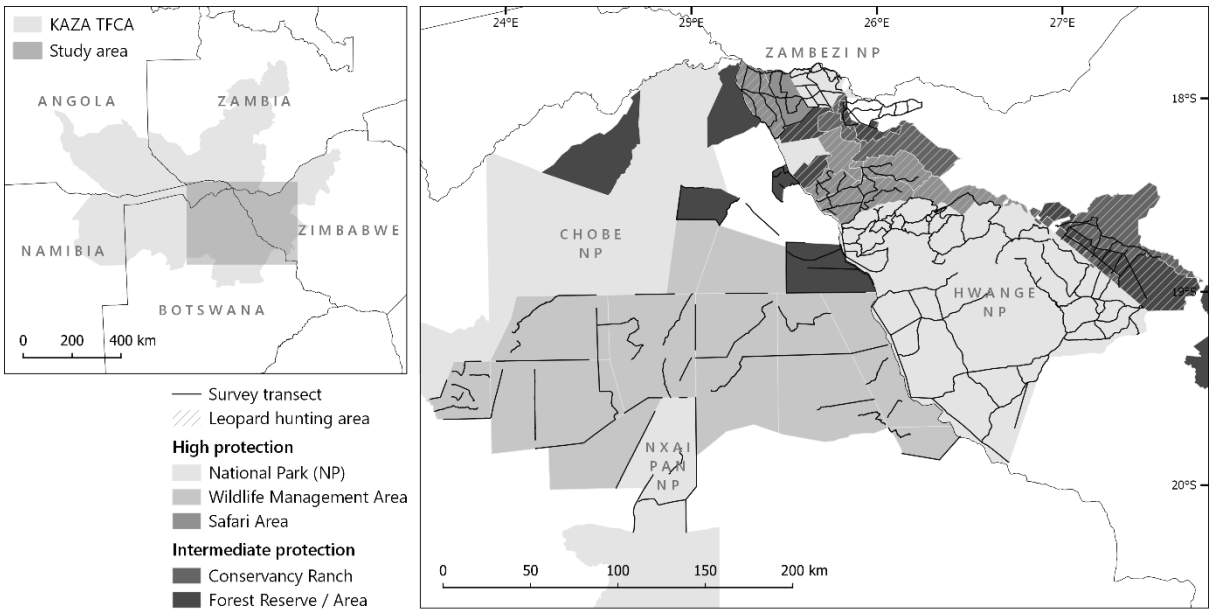 KAZA TFCA
Study area
ANGOLA
ZAMBIA
NAMIBIA
ZIMBABWE
BOTSWANA
0 200 400 km
Survey transect
Leopard hunting area
High protection
National Park (NP)
Wildlife Management Area
Safari Area
Intermediate protection
Conservancy Ranch
Forest Reserve / Area
24°E 25°E 26°E 27°E
ZAMBEZI NP
18°S
CHOBE
NP
HWANGE
NP
19°S
NXAI
PAN
NP
20°S
0 50 100 150 200 km